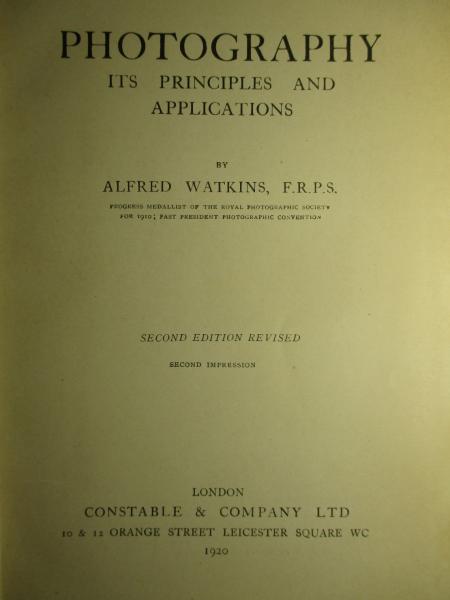 PHOTOGRAPHY
ITS PRINCIPLES AND
APPLICATIONS
BY
ALFRED WATKINS, F.R.P.S.
PROGRESS MEDALLIST OF THE ROYAL PHOTOGRAPHIC SOCIETY
FOR 1910; PAST PRESIDENT PHOTOGRAPHIC CONVENTION
SECOND EDITION REVISED
SECOND IMPRESSION
LONDON
CONSTABLE & COMPANY LTD
10 & 12 ORANGE STREET LEICESTER SQUARE WC
1920